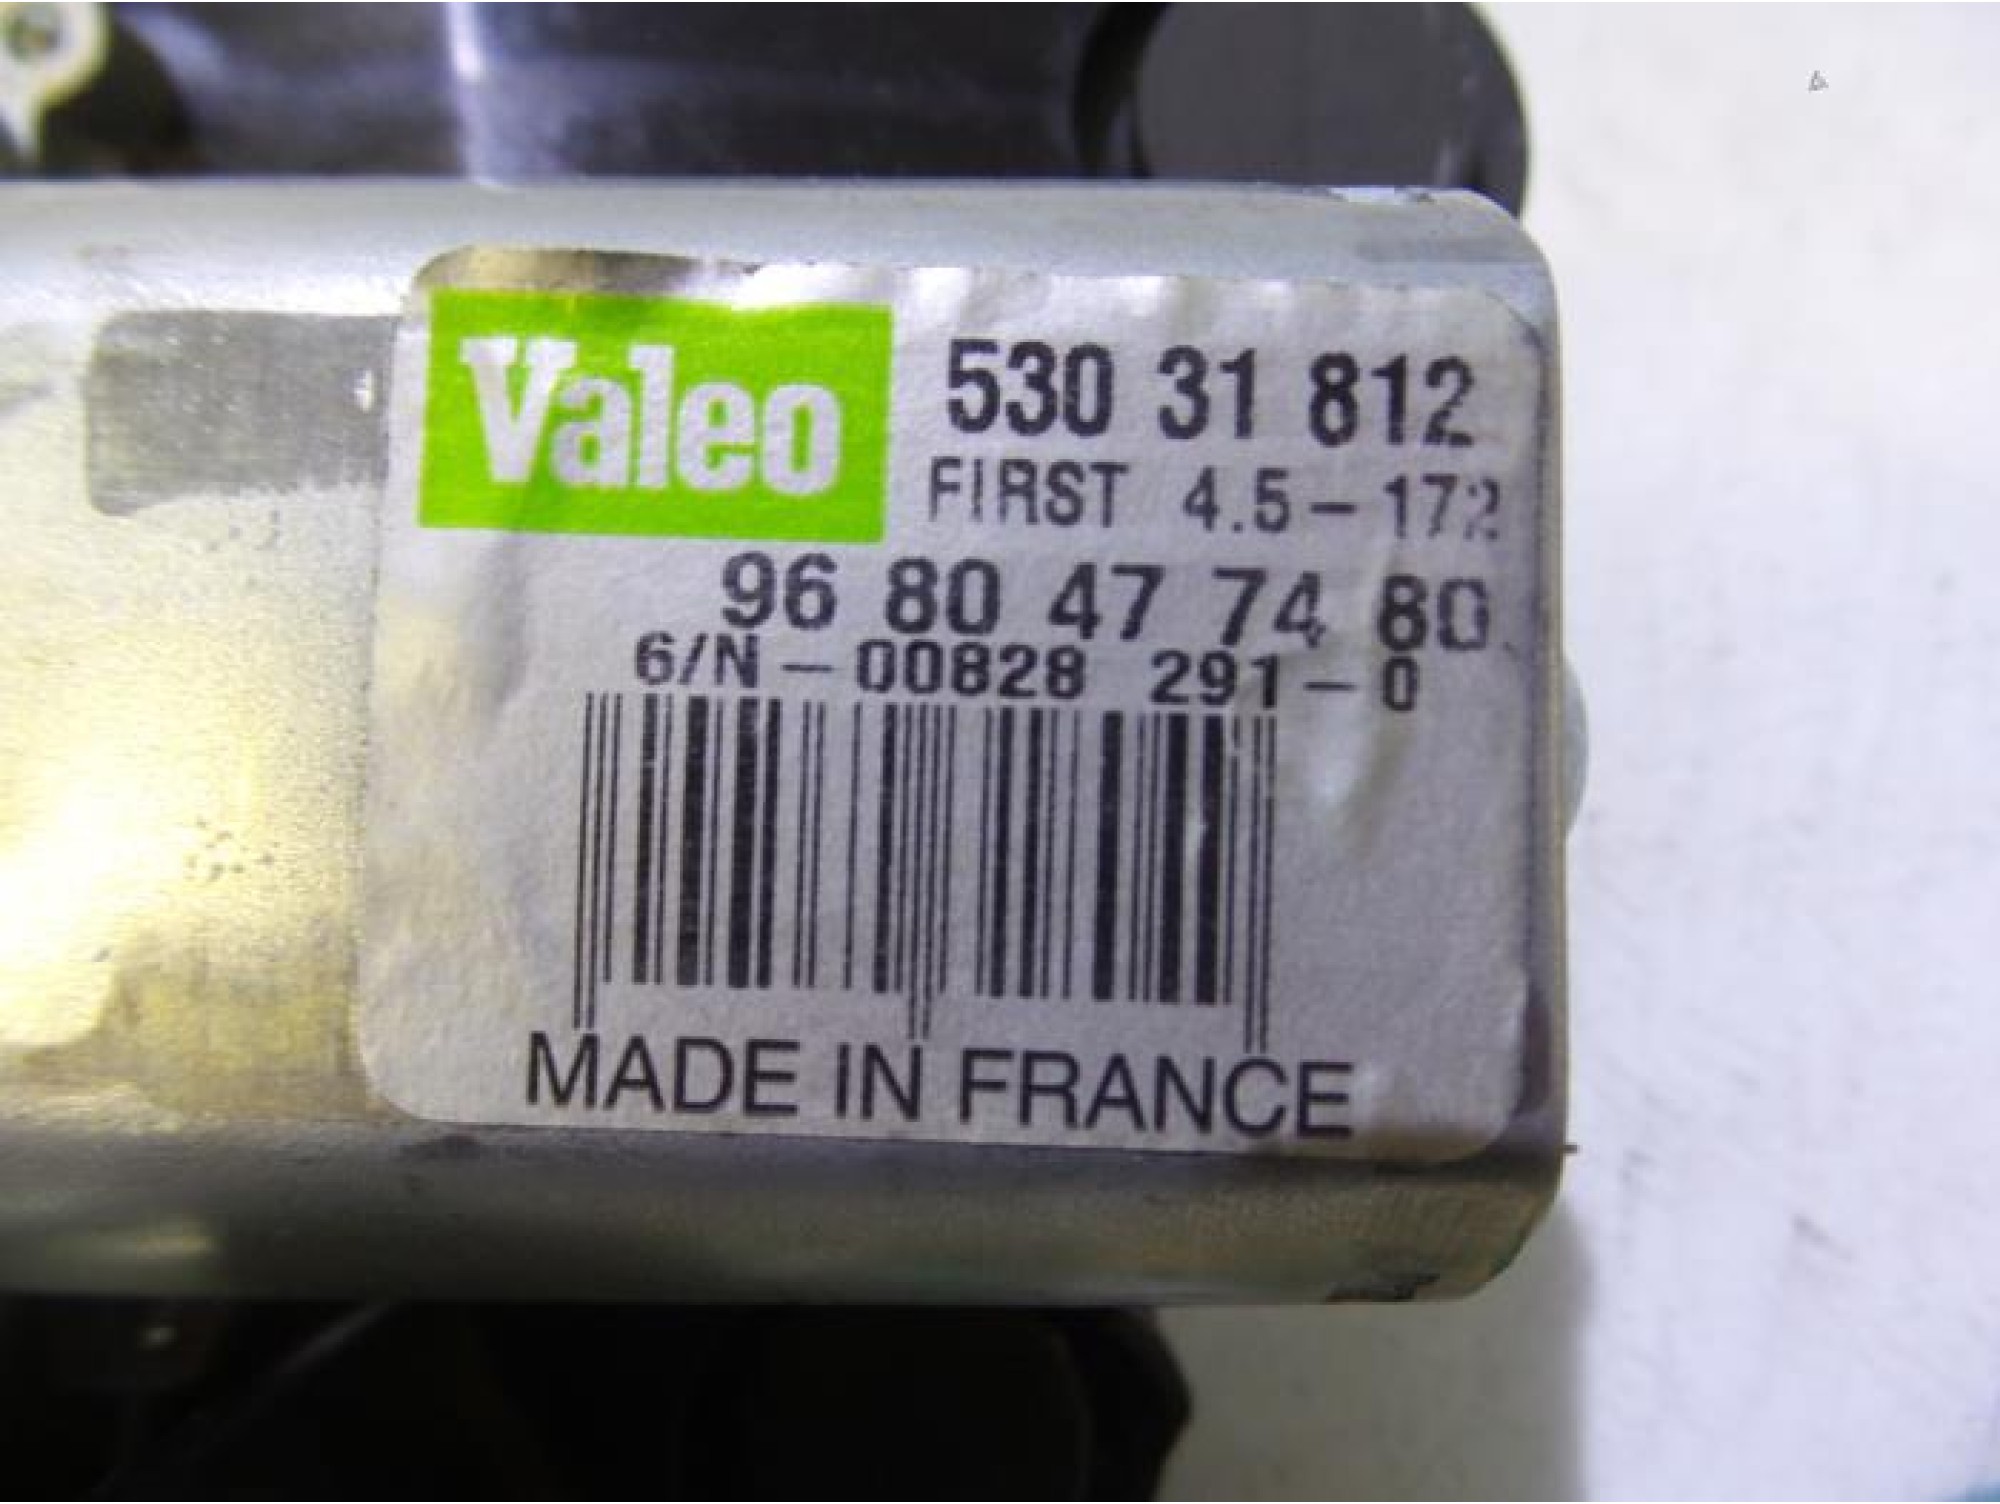 Valeo
530 31 812
FIRST 4.5-172
96 80 47 74 80
6/N-00828 291-0
MADE IN FRANCE